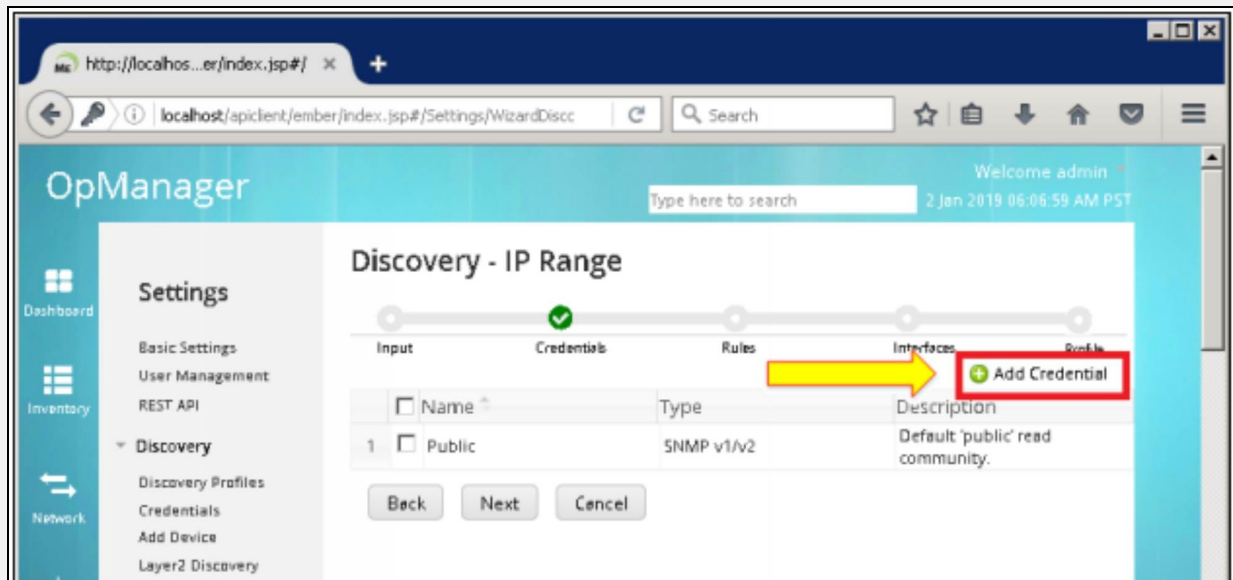 http://localhos...er/index.jsp#/
localhost/apiclient/ember/index.jsp#/Settings/WizardDiscc
Search
OpManager
Type here to search
Welcome admin
2 Jan 2019 06:06:59 AM PST
Dashboard
Inventory
Network
Settings
Basic Settings
User Management
REST API
Discovery
Discovery Profiles
Credentials
Add Device
Layer2 Discovery
Discovery - IP Range
Input
Credentials
Rules
Interfaces
Profile
Add Credential
Name
Type
Description
1
Public
SNMP v1/v2
Default 'public' read
community.
Back
Next
Cancel